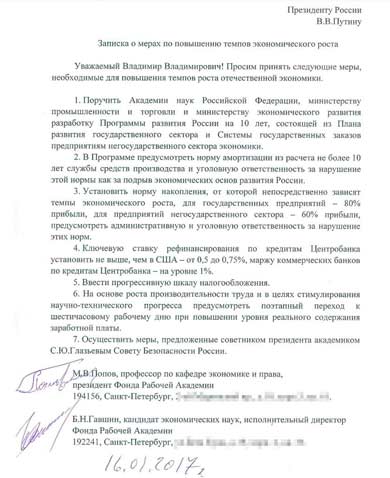 Президенту России
В.В.Путину
Записка о мерах по повышению темпов экономического роста
Уважаемый Владимир Владимирович! Просим принять следующие меры,
необходимые для повышения темпов роста отечественной экономики.
1. Поручить Академии наук Российской Федерации, министерству
промышленности и торговли и министерству экономического развития
разработку Программы развития России на 10 лет, состоящей из Плана
развития государственного сектора и Системы государственных заказов
предприятиям негосударственного сектора экономики.
2. В Программе предусмотреть норму амортизации из расчета не более 10
лет службы средств производства и уголовную ответственность за нарушение
этой нормы как за подрыв экономических основ развития России.
3. Установить норму накопления, от которой непосредственно зависят
темпы экономического роста, для государственных предприятий – 80%
прибыли, для предприятий негосударственного сектора – 60% прибыли,
предусмотреть административную и уголовную ответственность за нарушение
этих норм.
4. Ключевую ставку рефинансирования по кредитам Центробанка
установить не выше, чем в США – от 0,5 до 0,75%, маржу коммерческих банков
по кредитам Центробанка – на уровне 1%.
5. Ввести прогрессивную шкалу налогообложения.
6. На основе роста производительности труда и в целях стимулирования
научно-технического прогресса предусмотреть поэтапный переход к
шестичасовому рабочему дню при повышении уровня реального содержания
заработной платы.
7. Осуществить меры, предложенные советником президента академиком
С.Ю.Глазьевым Совету Безопасности России.
М.В.Попов, профессор по кафедре экономики и права,
президент Фонда Рабочей Академии
194156, Санкт-Петербург,
Б.Н.Гавшин, кандидат экономических наук, исполнительный директор
Фонда Рабочей Академии
192241, Санкт-Петербург,
16.01.2017г.